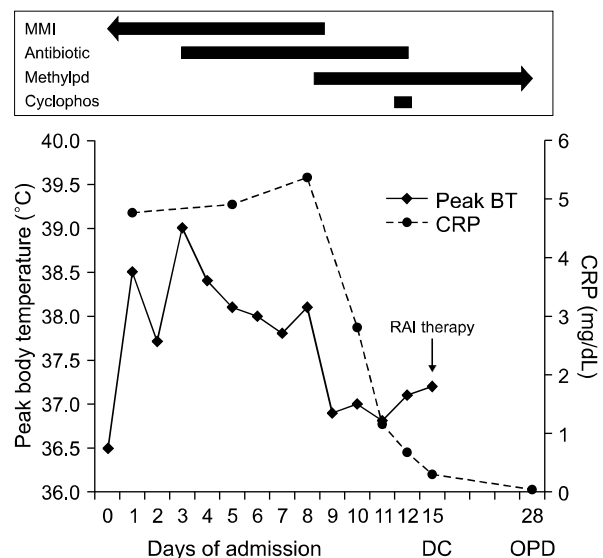 MMI
Antibiotic
Methylpd
Cyclophos
40.0
39.5
39.0
38.5
38.0
37.5
37.0
36.5
36.0
Peak body temperature (°C)
6
5
4
3
2
1
0
CRP (mg/dL)
Peak BT
CRP
RAI therapy
0 1 2 3 4 5 6 7 8 9 10 11 12 15 28
Days of admission DC OPD